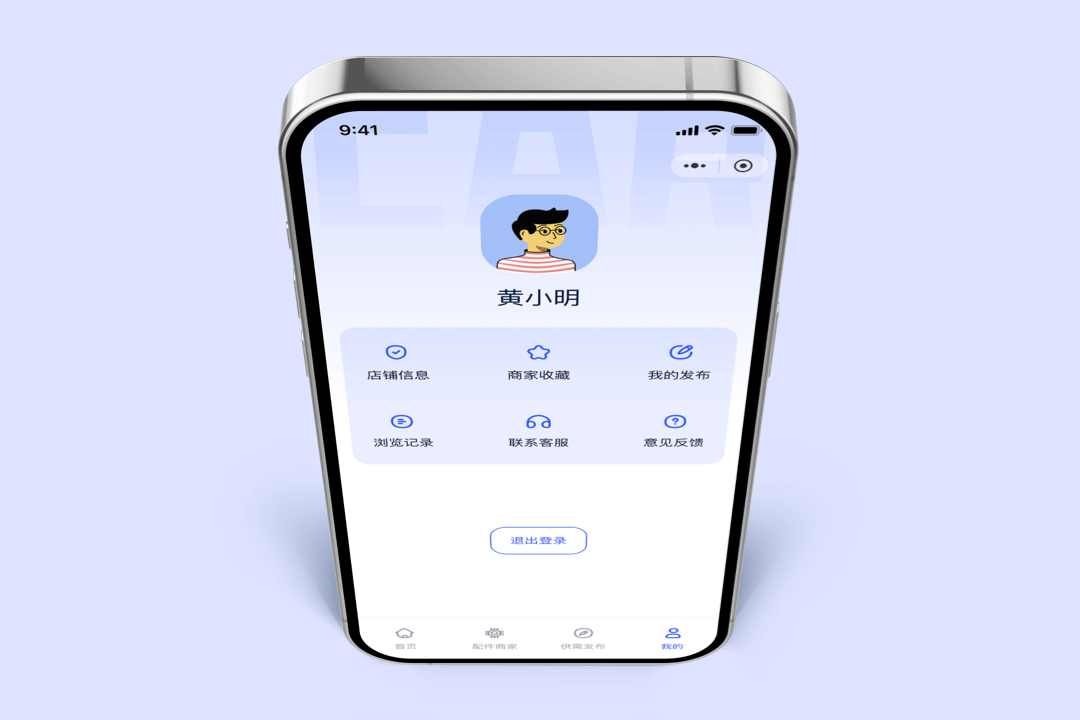 9:41
CAR
黄小明
店铺信息 商家收藏 我的发布
浏览记录 联系客服 意见反馈
退出登录
首页 配件商家 供需发布 我的